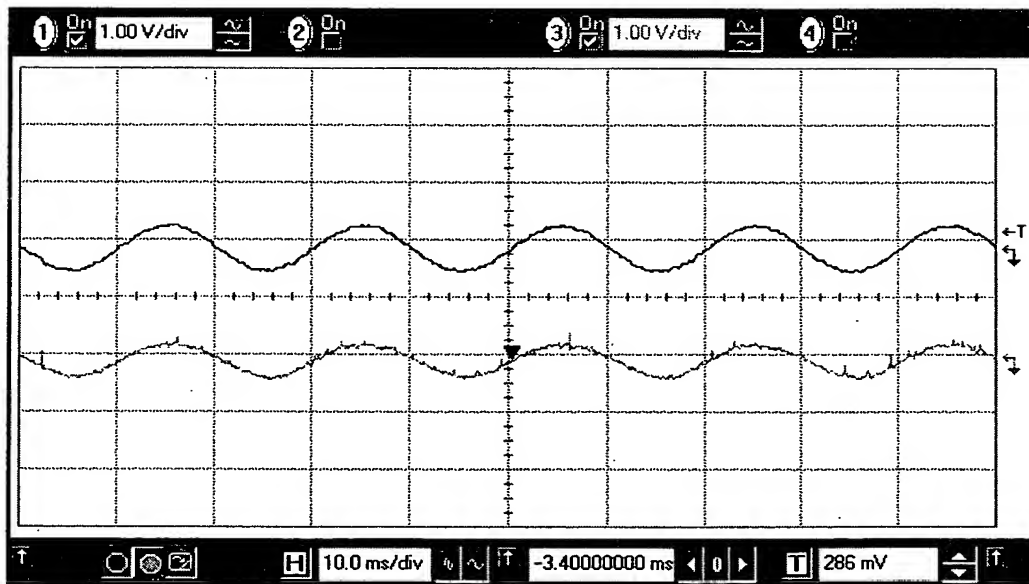 1 On 1.00 V/div 2 On 3 On 1.00 V/div 4 On
T
H 10.0 ms/div -3.40000000 ms 0 T 286 mV